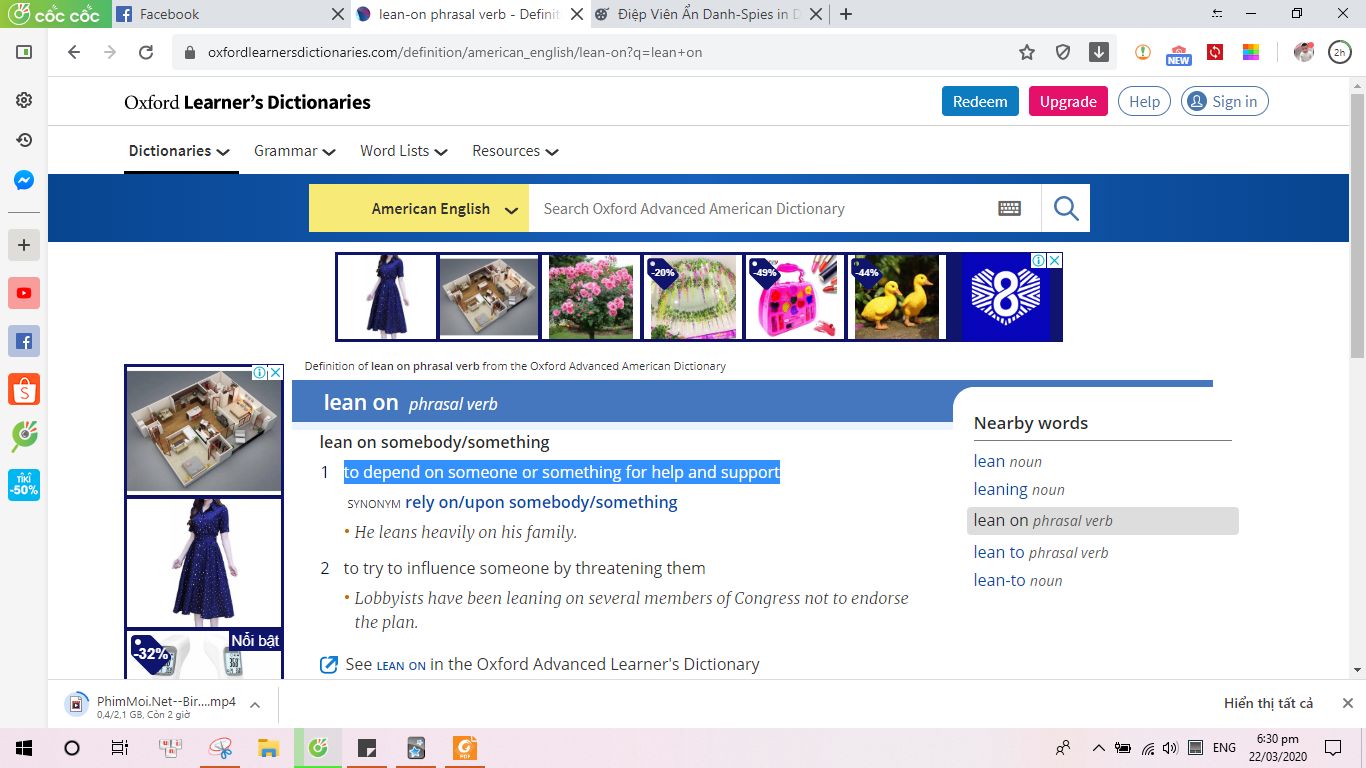 cốc cốc
Facebook
lean-on phrasal verb - Definit
Điệp Viên Ẩn Danh-Spies in D
oxfordlearnersdictionaries.com/definition/american_english/lean-on?q=lean+on
NEW
2h
Oxford Learner's Dictionaries
Redeem
Upgrade
Help
Sign in
Dictionaries
Grammar
Word Lists
Resources
American English
Search Oxford Advanced American Dictionary
-20%
-49%
-44%
8
Definition of lean on phrasal verb from the Oxford Advanced American Dictionary
lean on phrasal verb
lean on somebody/something
1 to depend on someone or something for help and support
SYNONYM rely on/upon somebody/something
• He leans heavily on his family.
2 to try to influence someone by threatening them
• Lobbyists have been leaning on several members of Congress not to endorse
the plan.
See LEAN ON in the Oxford Advanced Learner's Dictionary
Nearby words
lean noun
leaning noun
lean on phrasal verb
lean to phrasal verb
lean-to noun
TIKI
-50%
Nổi bật
-32%
PhimMoi.Net--Bir....mp4
0,4/2,1 GB, Còn 2 giờ
Hiển thị tất cả
PDF
ENG
6:30 pm
22/03/2020